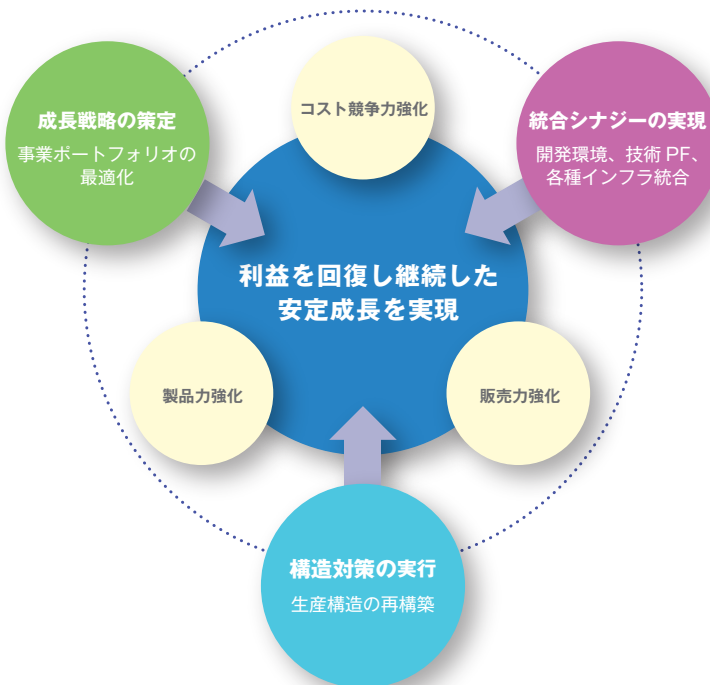 コスト競争力強化
成長戦略の策定
事業ポートフォリオの
最適化
統合シナジーの実現
開発環境、技術 PF、
各種インフラ統合
利益を回復し継続した
安定成長を実現
製品力強化
販売力強化
構造対策の実行
生産構造の再構築